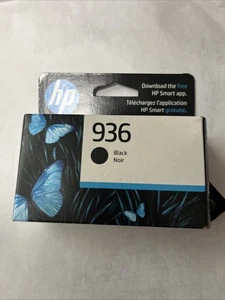 Download the free
HP Smart app.
Téléchargez l'application
HP Smart gratuite.
hp
936
Black
Noir